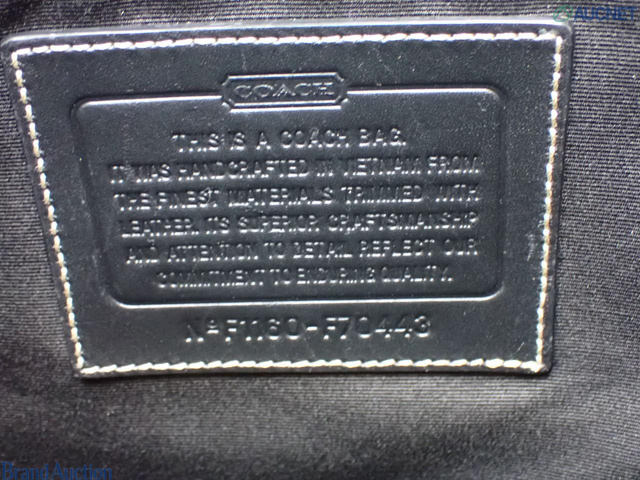 AUCNET
COACH
THIS IS A COACH BAG.
IT WAS HANDCRAFTED IN VIETNAM FROM
THE FINEST MATERIALS TRIMMED WITH
LEATHER. ITS SUPERIOR CRAFTSMANSHIP
AND ATTENTION TO DETAIL REFLECT OUR
COMMITMENT TO ENDURING QUALITY.
Nº F1160-F70443
Brand Auction